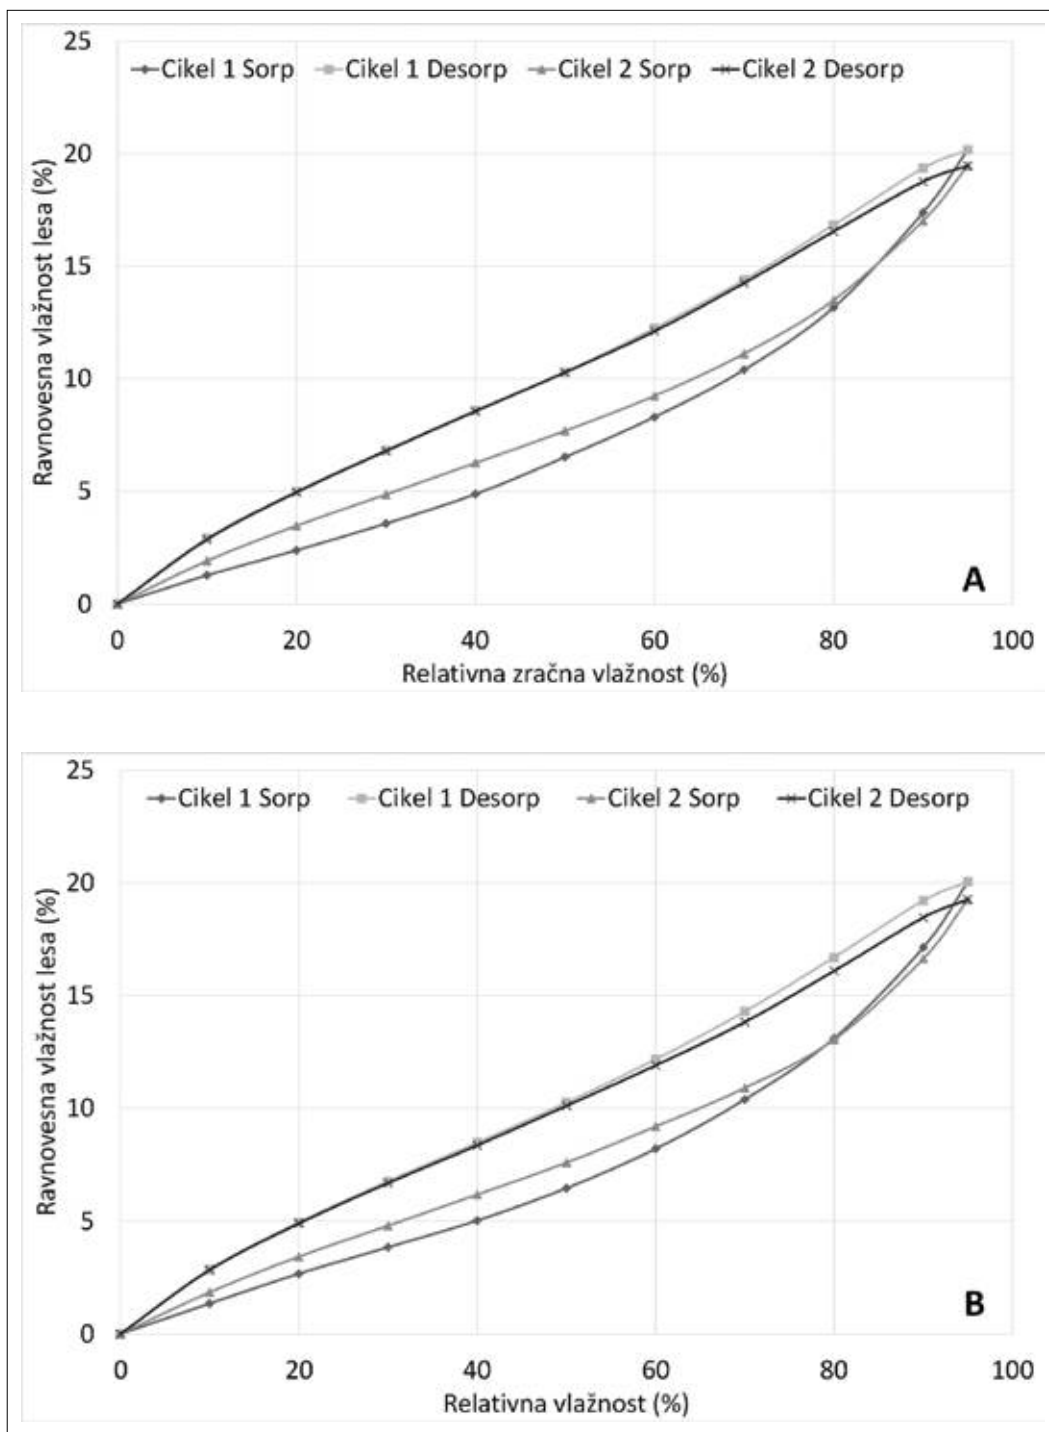 25
Cikel 1 Sorp Cikel 1 Desorp Cikel 2 Sorp Cikel 2 Desorp
20
15
10
5
0
Ravnovesna vlažnost lesa (%)
A
0 20 40 60 80 100
Relativna zračna vlažnost (%)
25
Cikel 1 Sorp Cikel 1 Desorp Cikel 2 Sorp Cikel 2 Desorp
20
15
10
5
0
Ravnovesna vlažnost lesa (%)
B
0 20 40 60 80 100
Relativna vlažnost (%)